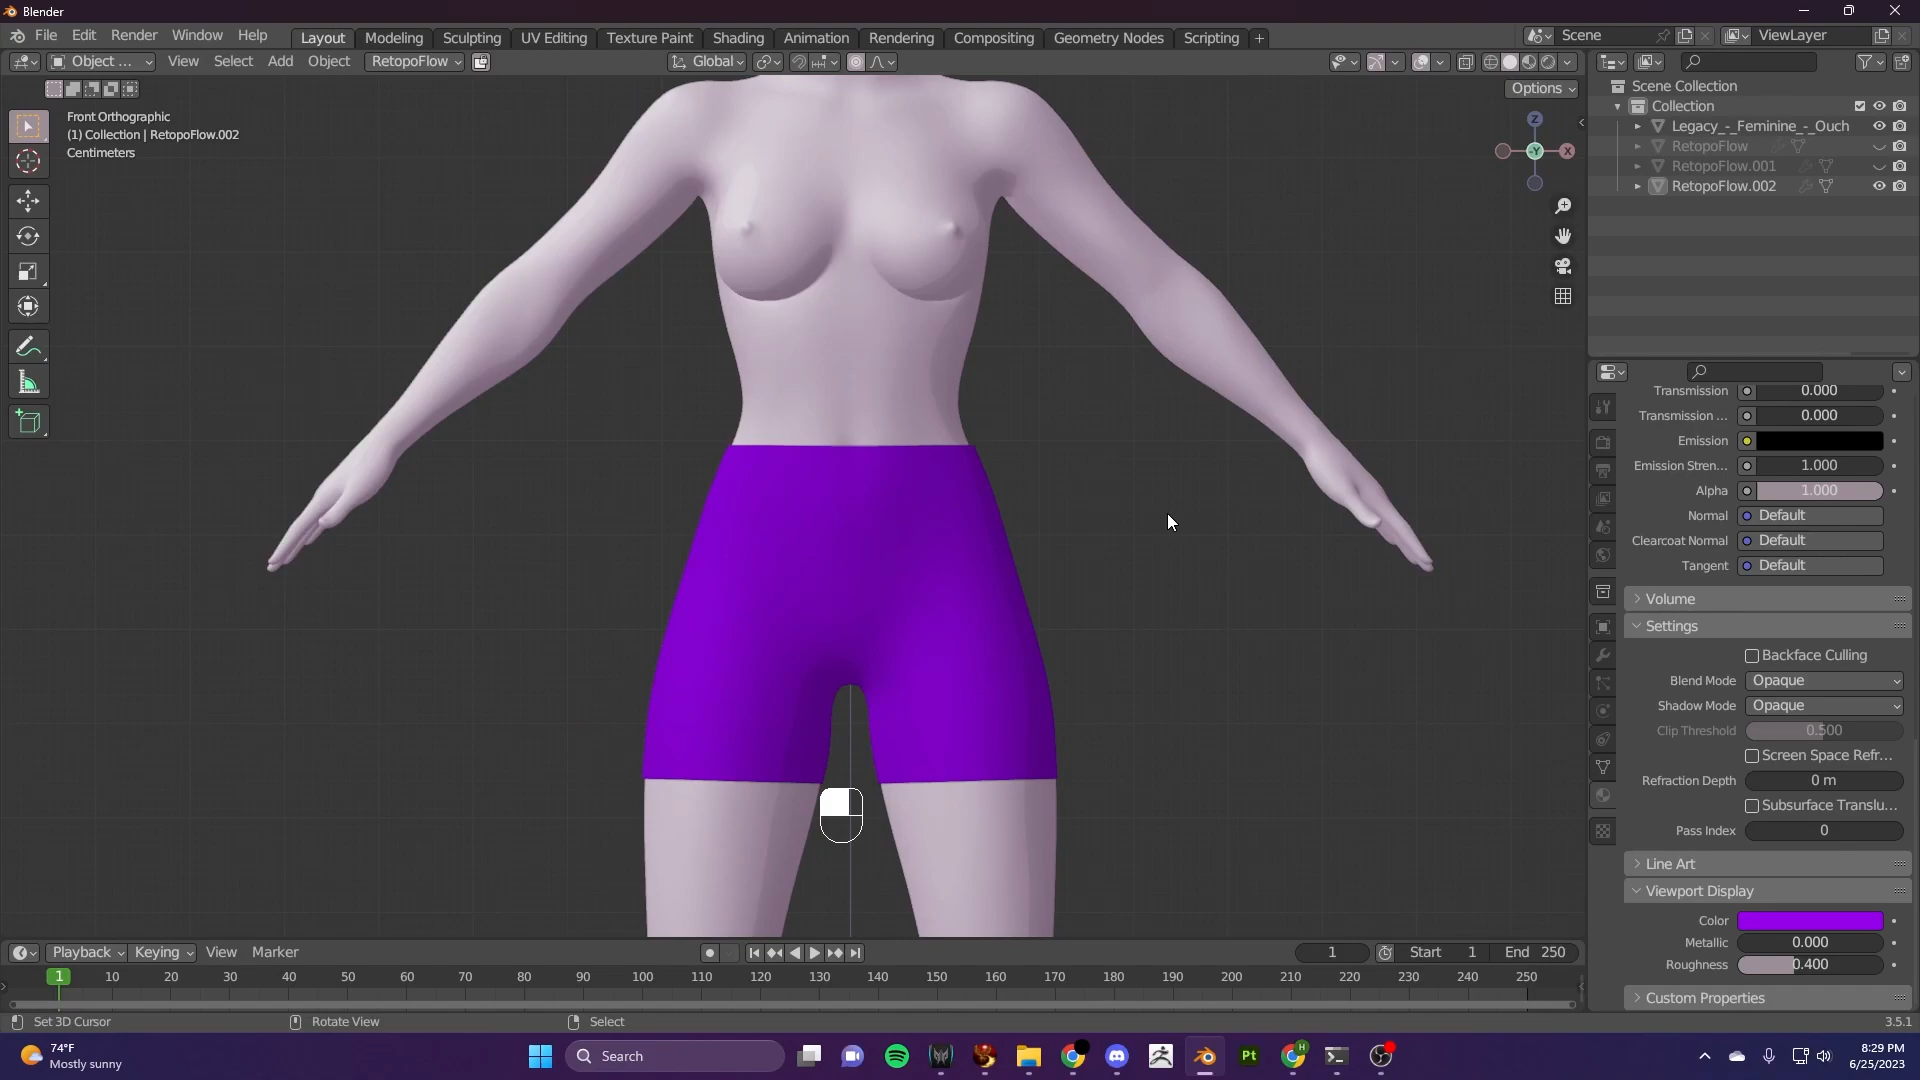 Blender
File Edit Render Window Help Layout Modeling Sculpting UV Editing Texture Paint Shading Animation Rendering Compositing Geometry Nodes Scripting + Scene ViewLayer
Object ... View Select Add Object RetopoFlow Global
Options
Front Orthographic
(1) Collection | RetopoFlow.002
Centimeters
Z
-Y X
Scene Collection
Collection
Legacy_-_Feminine_-_Ouch
RetopoFlow
RetopoFlow.001
RetopoFlow.002
Transmission 0.000
Transmission ... 0.000
Emission
Emission Stren... 1.000
Alpha 1.000
Normal Default
Clearcoat Normal Default
Tangent Default
Volume
Settings
Backface Culling
Blend Mode Opaque
Shadow Mode Opaque
Clip Threshold 0.500
Screen Space Refr...
Refraction Depth 0 m
Subsurface Translu...
Pass Index 0
Line Art
Viewport Display
Color
Metallic 0.000
Roughness 0.400
Custom Properties
Playback Keying View Marker 1 Start 1 End 250
1 10 20 30 40 50 60 70 80 90 100 110 120 130 140 150 160 170 180 190 200 210 220 230 240 250
Set 3D Cursor Rotate View Select 3.5.1
74°F
Mostly sunny
Search
Pt
H
8:29 PM
6/25/2023